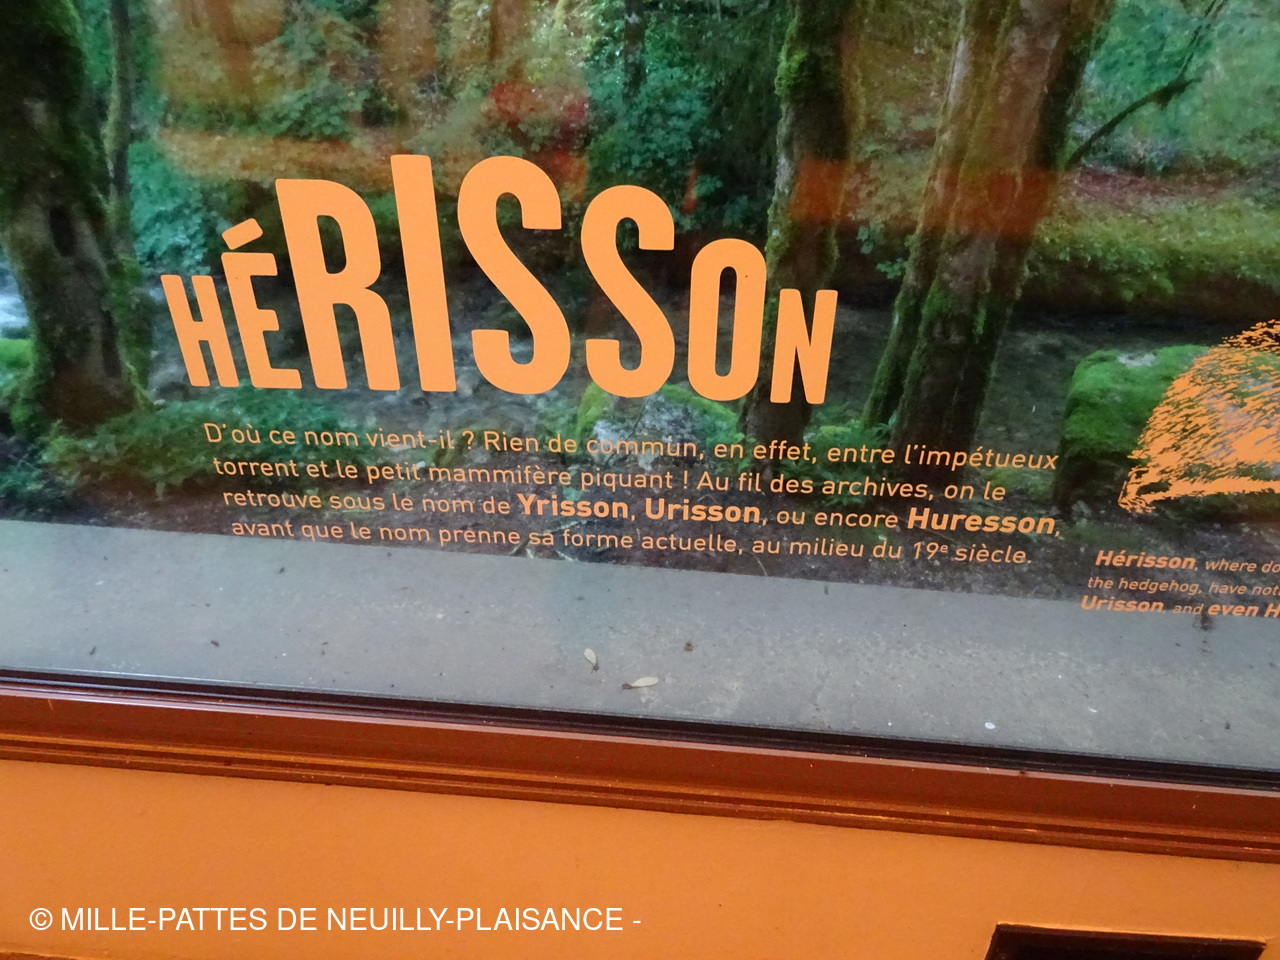 HÉRISSON
D'où ce nom vient-il ? Rien de commun, en effet, entre l'impétueux
torrent et le petit mammifère piquant ! Au fil des archives, on le
retrouve sous le nom de Yrisson, Urisson, ou encore Huresson,
avant que le nom prenne sa forme actuelle, au milieu du 19e siècle.
Hérisson, where do
the hedgehog, have
Urisson, and even H
© MILLE-PATTES DE NEUILLY-PLAISANCE -